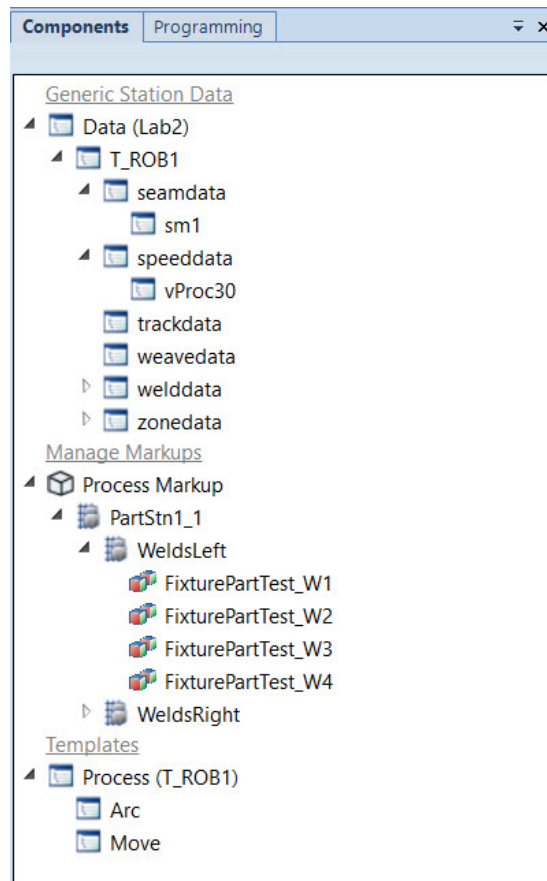 Components Programming
Generic Station Data
Data (Lab2)
T_ROB1
seamdata
sm1
speeddata
vProc30
trackdata
weavedata
welddata
zonedata
Manage Markups
Process Markup
PartStn1_1
WeldsLeft
FixturePartTest_W1
FixturePartTest_W2
FixturePartTest_W3
FixturePartTest_W4
WeldsRight
Templates
Process (T_ROB1)
Arc
Move